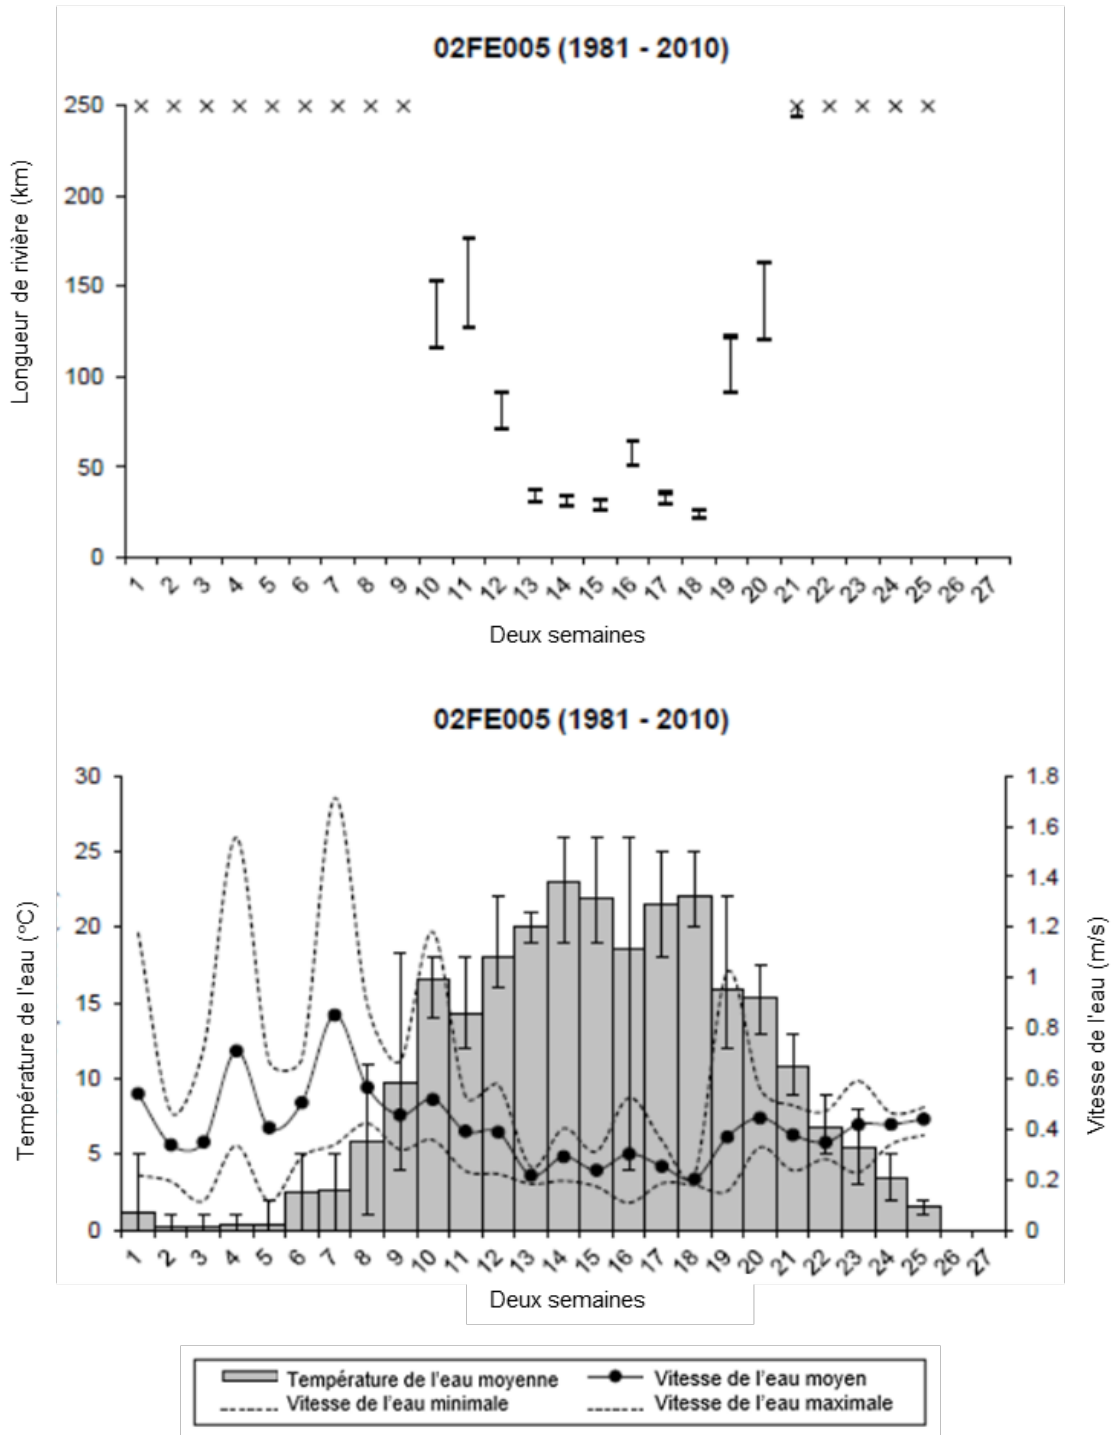 02FE005 (1981 - 2010)
Longueur de rivière (km)
250
200
150
100
50
0
1 2 3 4 5 6 7 8 9 10 11 12 13 14 15 16 17 18 19 20 21 22 23 24 25 26 27
Deux semaines
02FE005 (1981 - 2010)
Température de l'eau (°C)
30
25
20
15
10
5
0
1.8
1.6
1.4
1.2
1
0.8
0.6
0.4
0.2
0
Vitesse de l'eau (m/s)
1 2 3 4 5 6 7 8 9 10 11 12 13 14 15 16 17 18 19 20 21 22 23 24 25 26 27
Deux semaines
Température de l'eau moyenne
Vitesse de l'eau moyen
Vitesse de l'eau minimale
Vitesse de l'eau maximale